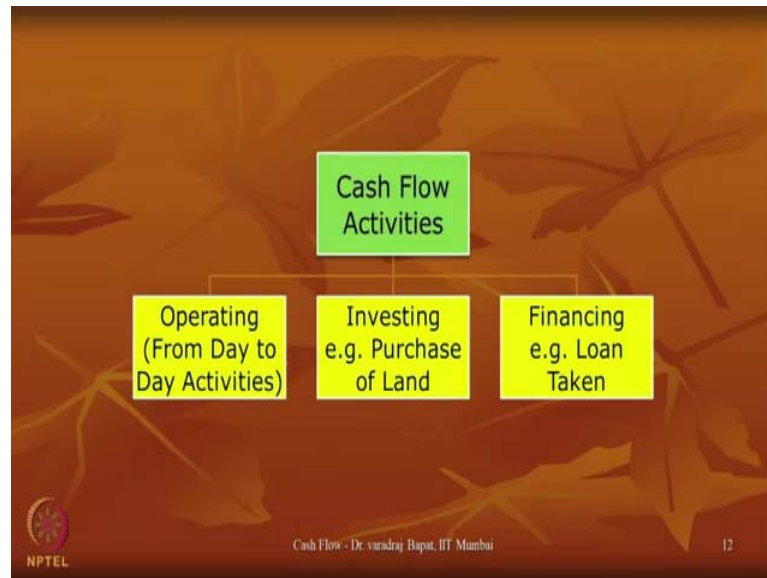 Cash Flow
Activities
Operating
(From Day to
Day Activities)
Investing
e.g. Purchase
of Land
Financing
e.g. Loan
Taken
NPTEL
Cash Flow - Dr. varadraj Bapat, IIT Mumbai
12